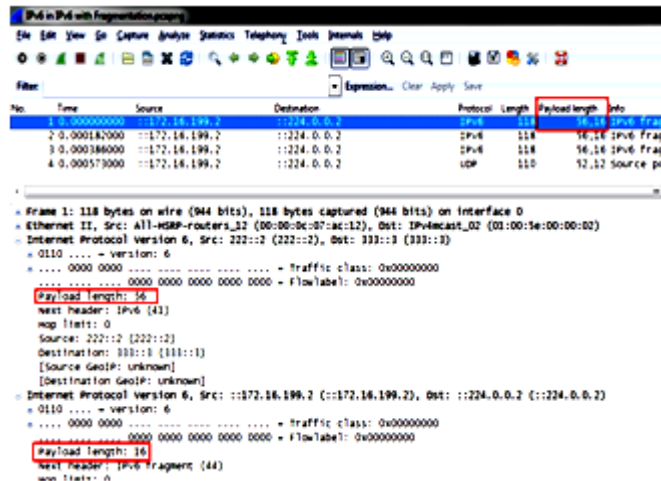 IPv6 in IPv6 with Fragmentation.pcapng
File Edit View Go Capture Analyze Statistics Telephony Tools Internals Help
Filter: Expression... Clear Apply Save
No. Time Source Destination Protocol Length Payload length Info
1 0.000000000 ::172.16.199.2 ::224.0.0.2 IPv6 118 56,16 IPv6 frag
2 0.000182000 ::172.16.199.2 ::224.0.0.2 IPv6 118 56,16 IPv6 frag
3 0.000386000 ::172.16.199.2 ::224.0.0.2 IPv6 118 56,16 IPv6 frag
4 0.000573000 ::172.16.199.2 ::224.0.0.2 UDP 110 52,12 Source po
Frame 1: 118 bytes on wire (944 bits), 118 bytes captured (944 bits) on interface 0
Ethernet II, Src: All-HSRP-routers_12 (00:00:0c:07:ac:12), Dst: IPv4mcast_02 (01:00:5e:00:00:02)
Internet Protocol Version 6, Src: 222::2 (222::2), Dst: 333::3 (333::3)
0110 .... = Version: 6
.... 0000 0000 .... .... .... .... .... = Traffic class: 0x00000000
.... .... .... 0000 0000 0000 0000 0000 = Flowlabel: 0x00000000
Payload length: 56
Next header: IPv6 (41)
Hop limit: 0
Source: 222::2 (222::2)
Destination: 333::3 (333::3)
[Source GeoIP: Unknown]
[Destination GeoIP: Unknown]
Internet Protocol Version 6, Src: ::172.16.199.2 (::172.16.199.2), Dst: ::224.0.0.2 (::224.0.0.2)
0110 .... = Version: 6
.... 0000 0000 .... .... .... .... .... = Traffic class: 0x00000000
.... .... .... 0000 0000 0000 0000 0000 = Flowlabel: 0x00000000
Payload length: 16
Next header: IPv6 fragment (44)
Hop limit: 0